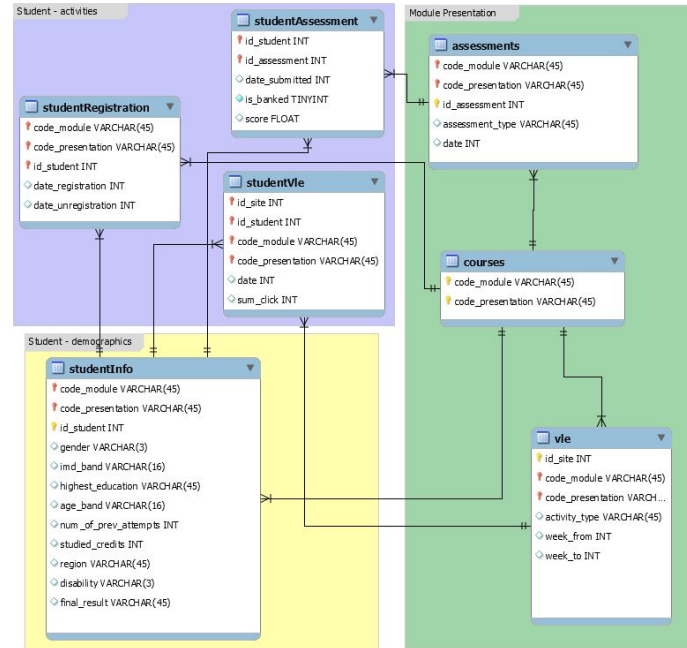 Student - activities
studentAssessment
id_student INT
id_assessment INT
date_submitted INT
is_banked TINYINT
score FLOAT
studentRegistration
code_module VARCHAR(45)
code_presentation VARCHAR(45)
id_student INT
date_registration INT
date_unregistration INT
studentVle
id_site INT
id_student INT
code_module VARCHAR(45)
code_presentation VARCHAR(45)
date INT
sum_click INT
Student - demographics
studentInfo
code_module VARCHAR(45)
code_presentation VARCHAR(45)
id_student INT
gender VARCHAR(3)
imd_band VARCHAR(16)
highest_education VARCHAR(45)
age_band VARCHAR(16)
num_of_prev_attempts INT
studied_credits INT
region VARCHAR(45)
disability VARCHAR(3)
final_result VARCHAR(45)
Module Presentation
assessments
code_module VARCHAR(45)
code_presentation VARCHAR(45)
id_assessment INT
assessment_type VARCHAR(45)
date INT
courses
code_module VARCHAR(45)
code_presentation VARCHAR(45)
vle
id_site INT
code_module VARCHAR(45)
code_presentation VARCH...
activity_type VARCHAR(45)
week_from INT
week_to INT